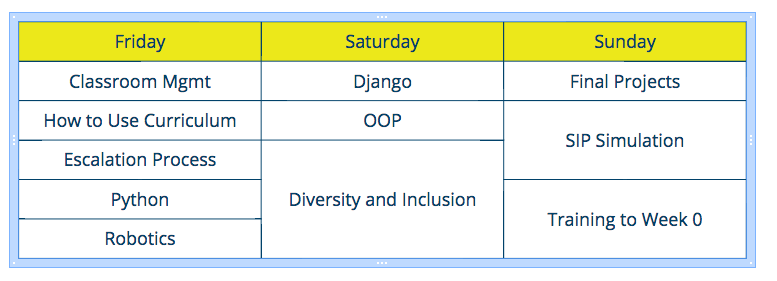 Friday Saturday Sunday
Classroom Mgmt Django Final Projects
How to Use Curriculum OOP
SIP Simulation
Escalation Process
Python Diversity and Inclusion
Training to Week 0
Robotics